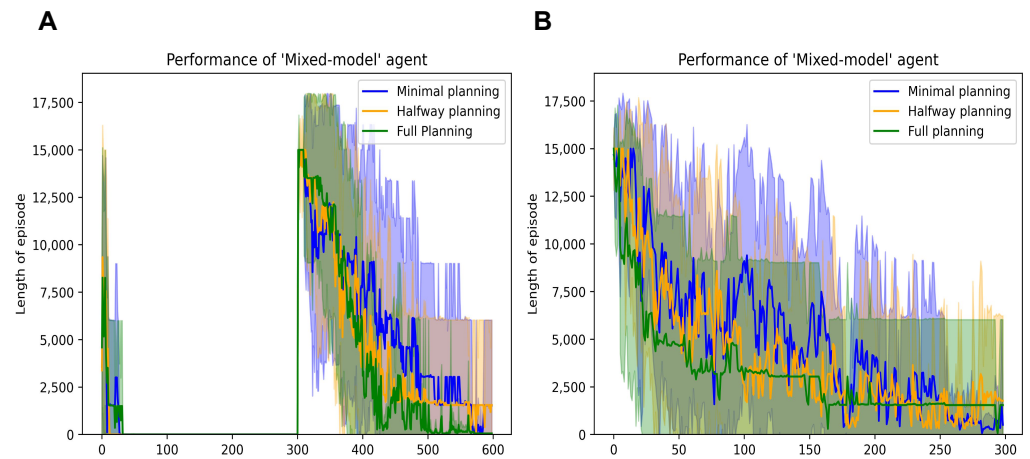 A
B
Performance of 'Mixed-model' agent
Performance of 'Mixed-model' agent
Minimal planning
Halfway planning
Full Planning
Minimal planning
Halfway planning
Full planning
Length of episode
17,500
15,000
12,500
10,000
7,500
5,000
2,500
0
0
100
200
300
400
500
600
Length of episode
17,500
15,000
12,500
10,000
7,500
5,000
2,500
0
0
50
100
150
200
250
300